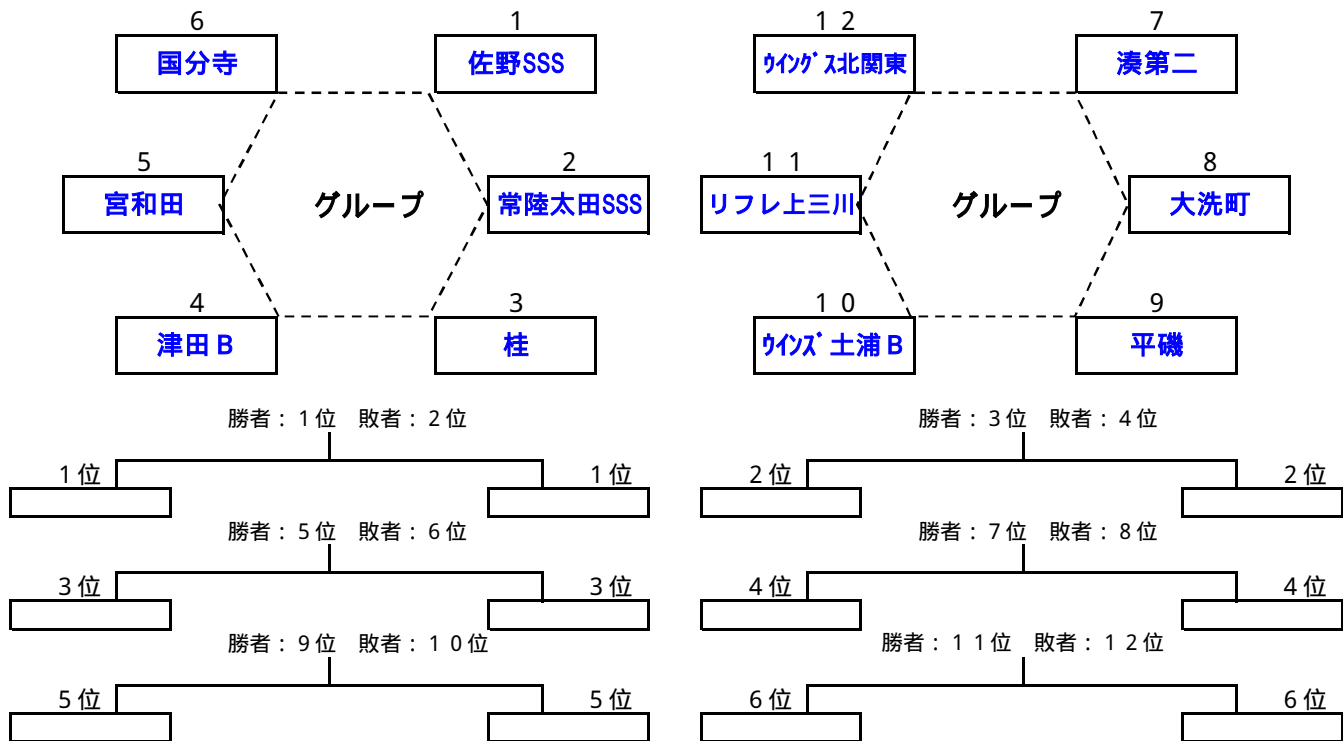 6 1 1 2 7
国分寺 佐野SSS ｳｲﾝｸﾞｽ北関東 湊第二
5 2 1 1 8
宮和田 グループ 常陸太田SSS リフレ上三川 グループ 大洗町
4 3 1 0 9
津田B 桂 ｳｲﾝｽﾞ土浦B 平磯
勝者：1位 敗者：2位 勝者：3位 敗者：4位
1位 1位 2位 2位
勝者：5位 敗者：6位 勝者：7位 敗者：8位
3位 3位 4位 4位
勝者：9位 敗者：1 0位 勝者：1 1位 敗者：1 2位
5位 5位 6位 6位